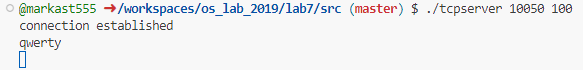 @markast555 ➜/workspaces/os_lab_2019/lab7/src (master) $ ./tcpserver 10050 100
connection established
qwerty